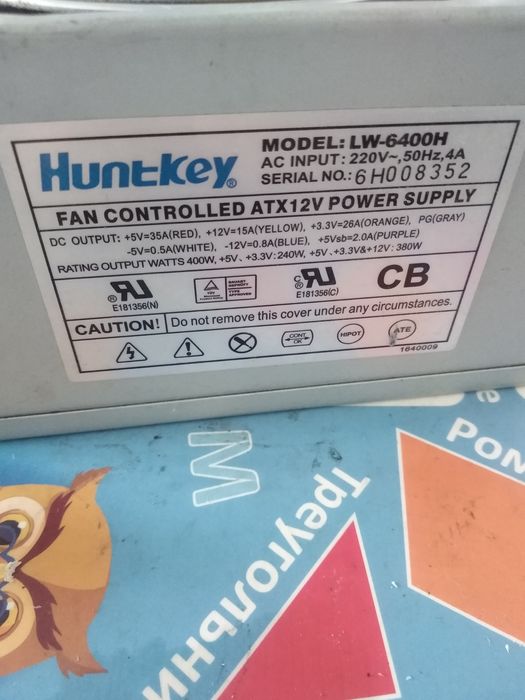 HUNTKEY®
MODEL: LW-6400H
AC INPUT: 220V~,50Hz,4A
SERIAL NO.: 6H008352
FAN CONTROLLED ATX12V POWER SUPPLY
DC OUTPUT: +5V=35A(RED), +12V=15A(YELLOW), +3.3V=26A(ORANGE), PG(GRAY)
-5V=0.5A(WHITE), -12V=0.8A(BLUE), +5Vsb=2.0A(PURPLE)
RATING OUTPUT WATTS 400W, +5V、+3.3V:240W, +5V、+3.3V&+12V: 380W
E181356(N)
E181356(C)
CB
CAUTION! Do not remove this cover under any circumstances.
CONT. OK
HIPOT
ATE
1640009
М
Треугольни
Ром
е